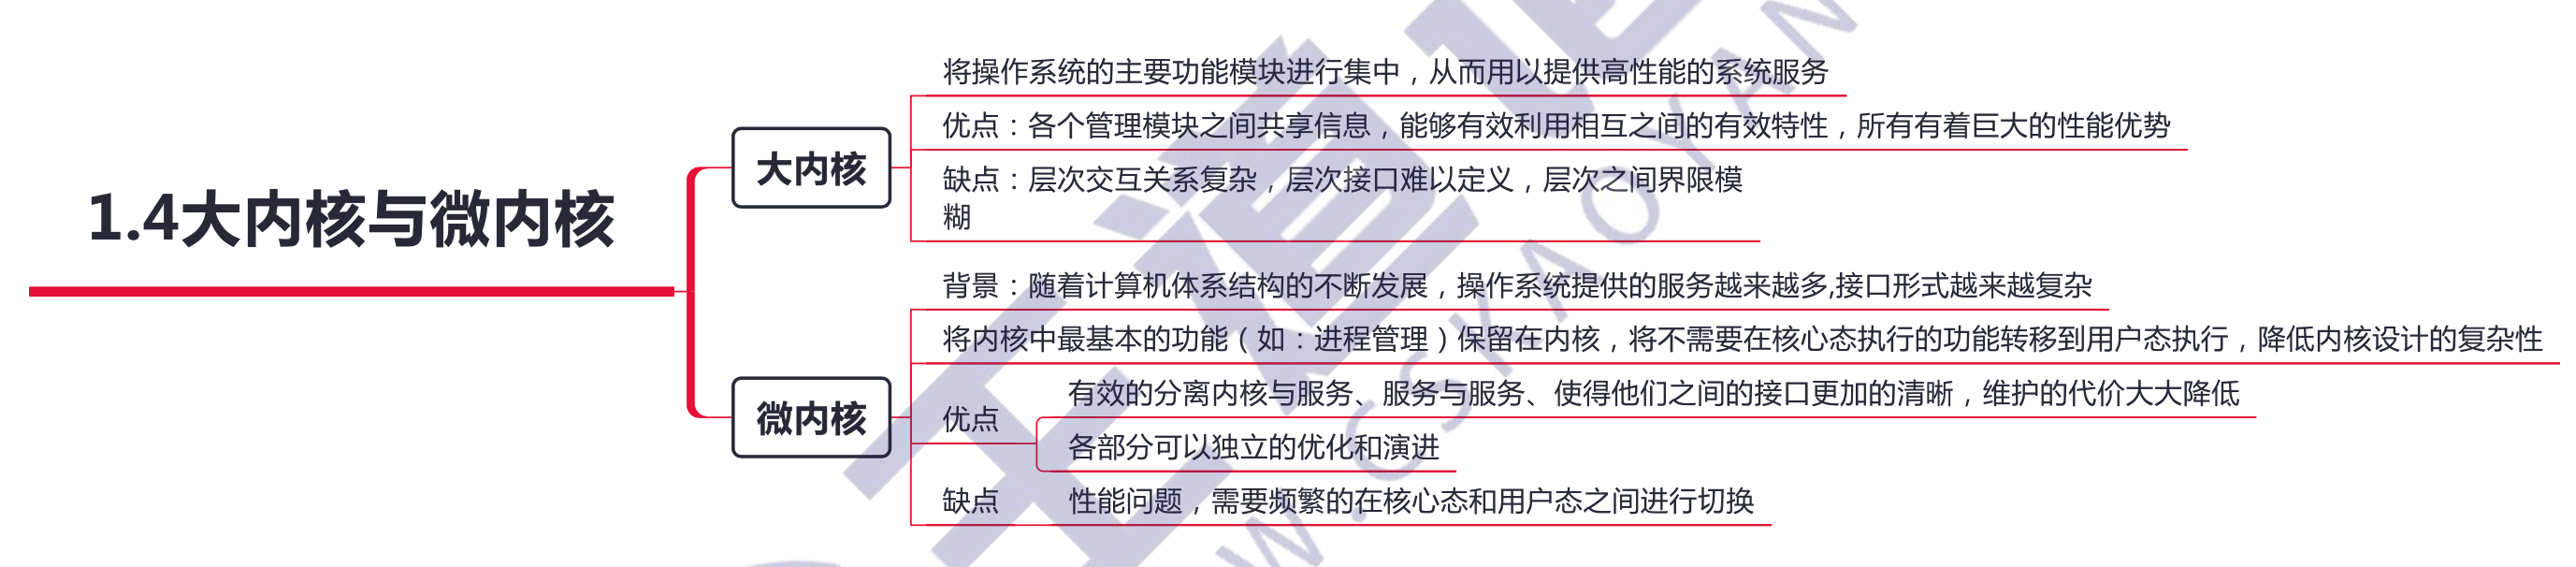 1.4大内核与微内核
大内核
将操作系统的主要功能模块进行集中，从而用以提供高性能的系统服务
优点：各个管理模块之间共享信息，能够有效利用相互之间的有效特性，所有有着巨大的性能优势
缺点：层次交互关系复杂，层次接口难以定义，层次之间界限模
糊
微内核
背景：随着计算机体系结构的不断发展，操作系统提供的服务越来越多,接口形式越来越复杂
将内核中最基本的功能（如：进程管理）保留在内核，将不需要在核心态执行的功能转移到用户态执行，降低内核设计的复杂性
优点
有效的分离内核与服务、服务与服务、使得他们之间的接口更加的清晰，维护的代价大大降低
各部分可以独立的优化和演进
缺点
性能问题，需要频繁的在核心态和用户态之间进行切换
王道
W.CSKAOYAN